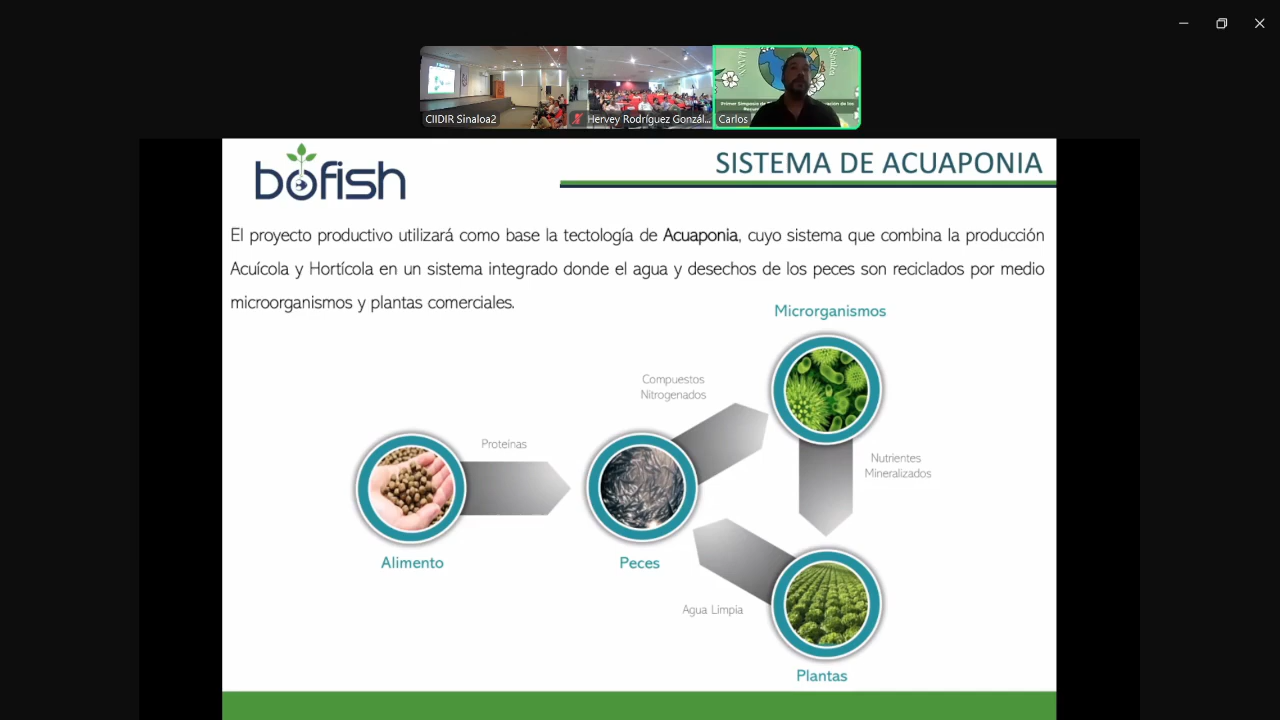 CIIDIR Sinaloa2
Hervey Rodríguez Gonzál...
Carlos
bofish
SISTEMA DE ACUAPONIA
El proyecto productivo utilizará como base la tectología de Acuaponia, cuyo sistema que combina la producción
Acuícola y Hortícola en un sistema integrado donde el agua y desechos de los peces son reciclados por medio
microorganismos y plantas comerciales.
Microrganismos
Compuestos
Nitrogenados
Proteínas
Nutrientes
Mineralizados
Alimento
Peces
Agua Limpia
Plantas